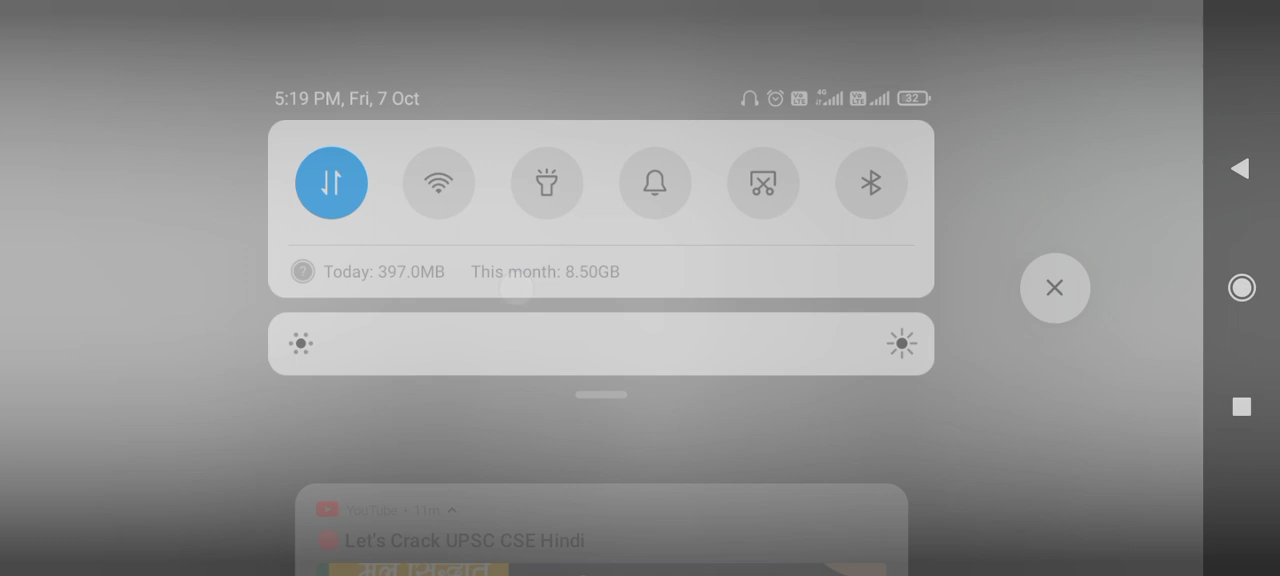 5:19 PM, Fri, 7 Oct
4G
32
Today: 397.0MB This month: 8.50GB
YouTube • 11m
Let's Crack UPSC CSE Hindi
मूल सिद्धांत